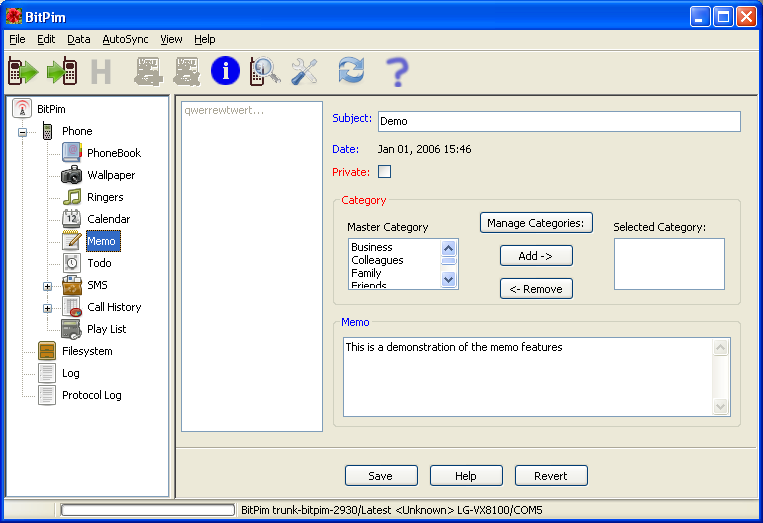 BitPim
File Edit Data AutoSync View Help
BitPim
Phone
PhoneBook
Wallpaper
Ringers
Calendar
Memo
Todo
SMS
Call History
Play List
Filesystem
Log
Protocol Log
qwerrewtwert...
Subject: Demo
Date: Jan 01, 2006 15:46
Private:
Category
Master Category
Business
Colleagues
Family
Friends
Manage Categories:
Add ->
<- Remove
Selected Category:
Memo
This is a demonstration of the memo features
Save Help Revert
BitPim trunk-bitpim-2930/Latest <Unknown> LG-VX8100/COM5